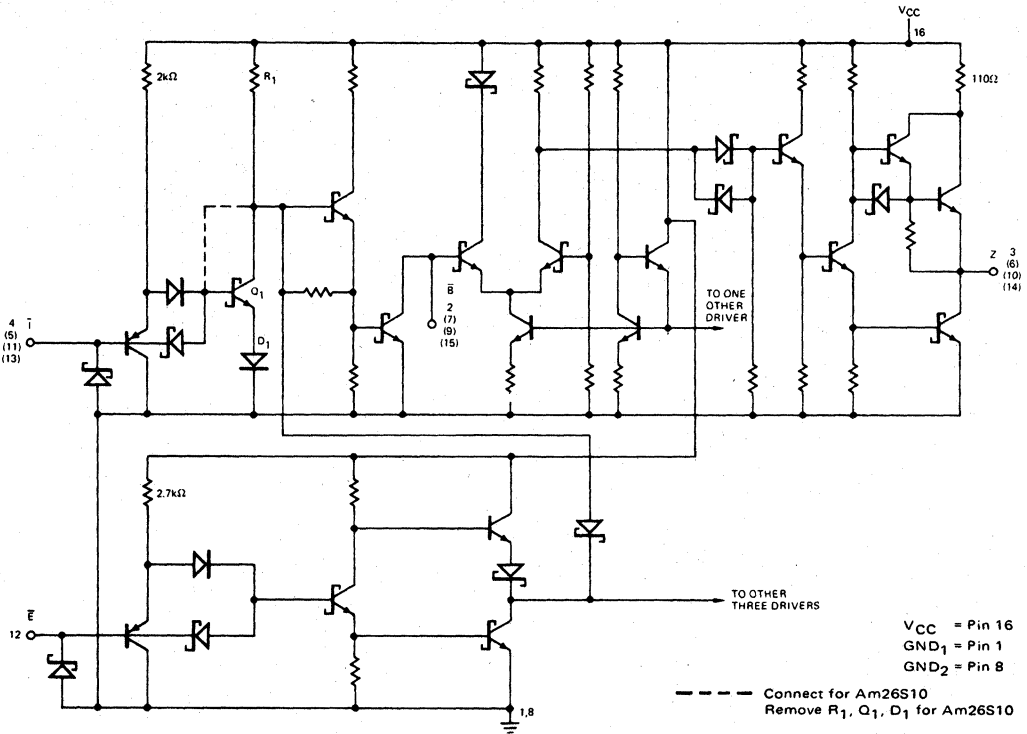 VCC
16
2kΩ
R1
110Ω
Q1
B̅
2
(7)
(9)
(15)
Z
3
(6)
(10)
(14)
TO ONE
OTHER
DRIVER
4
(5)
(11)
(13)
I̅
D1
2.7kΩ
TO OTHER
THREE DRIVERS
E̅
12
VCC = Pin 16
GND1 = Pin 1
GND2 = Pin 8
1,8
Connect for Am26S10
Remove R1, Q1, D1 for Am26S10